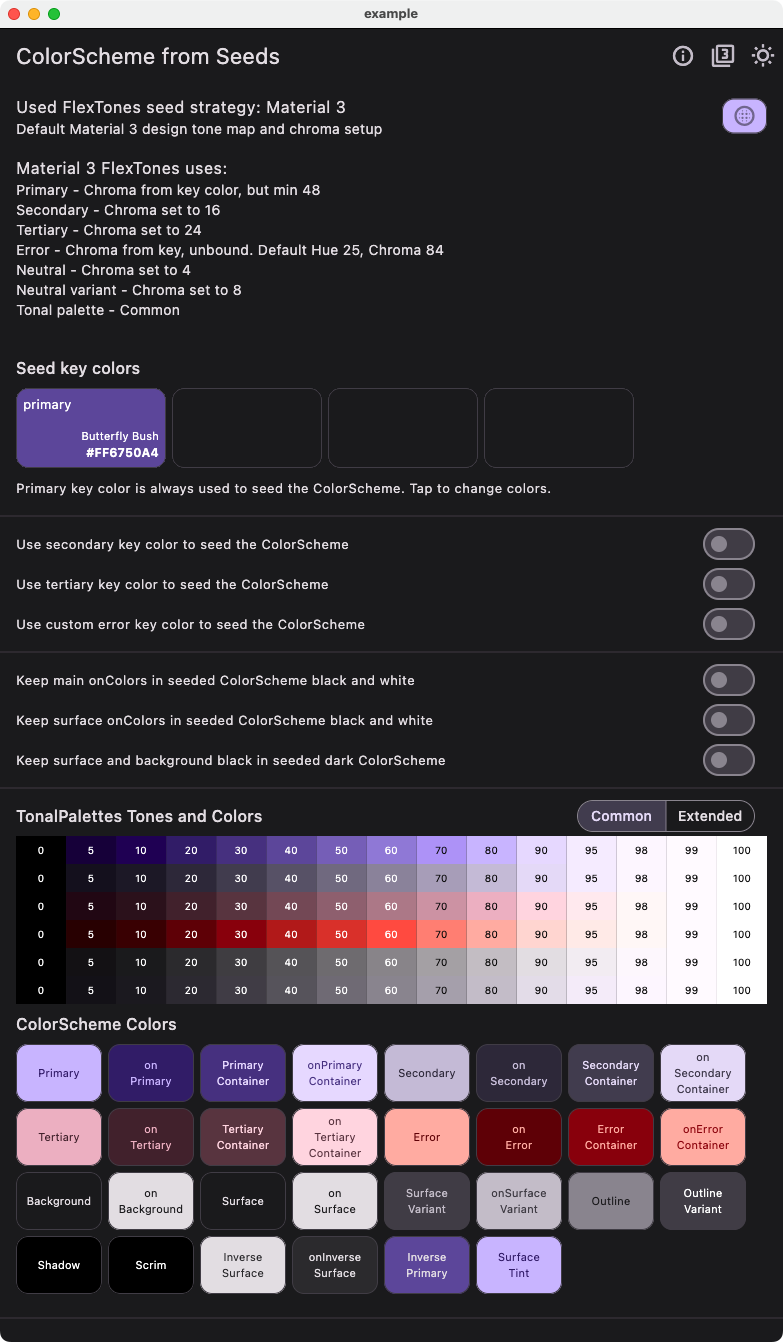 example
ColorScheme from Seeds
3
Used FlexTones seed strategy: Material 3
Default Material 3 design tone map and chroma setup
Material 3 FlexTones uses:
Primary - Chroma from key color, but min 48
Secondary - Chroma set to 16
Tertiary - Chroma set to 24
Error - Chroma from key, unbound. Default Hue 25, Chroma 84
Neutral - Chroma set to 4
Neutral variant - Chroma set to 8
Tonal palette - Common
Seed key colors
primary
Butterfly Bush
#FF6750A4
Primary key color is always used to seed the ColorScheme. Tap to change colors.
Use secondary key color to seed the ColorScheme
Use tertiary key color to seed the ColorScheme
Use custom error key color to seed the ColorScheme
Keep main onColors in seeded ColorScheme black and white
Keep surface onColors in seeded ColorScheme black and white
Keep surface and background black in seeded dark ColorScheme
TonalPalettes Tones and Colors Common Extended
0 5 10 20 30 40 50 60 70 80 90 95 98 99 100
0 5 10 20 30 40 50 60 70 80 90 95 98 99 100
0 5 10 20 30 40 50 60 70 80 90 95 98 99 100
0 5 10 20 30 40 50 60 70 80 90 95 98 99 100
0 5 10 20 30 40 50 60 70 80 90 95 98 99 100
0 5 10 20 30 40 50 60 70 80 90 95 98 99 100
ColorScheme Colors
Primary
on
Primary
Primary
Container
onPrimary
Container
Secondary
on
Secondary
Secondary
Container
on
Secondary
Container
Tertiary
on
Tertiary
Tertiary
Container
on
Tertiary
Container
Error
on
Error
Error
Container
onError
Container
Background
on
Background
Surface
on
Surface
Surface
Variant
onSurface
Variant
Outline
Outline
Variant
Shadow
Scrim
Inverse
Surface
onInverse
Surface
Inverse
Primary
Surface
Tint